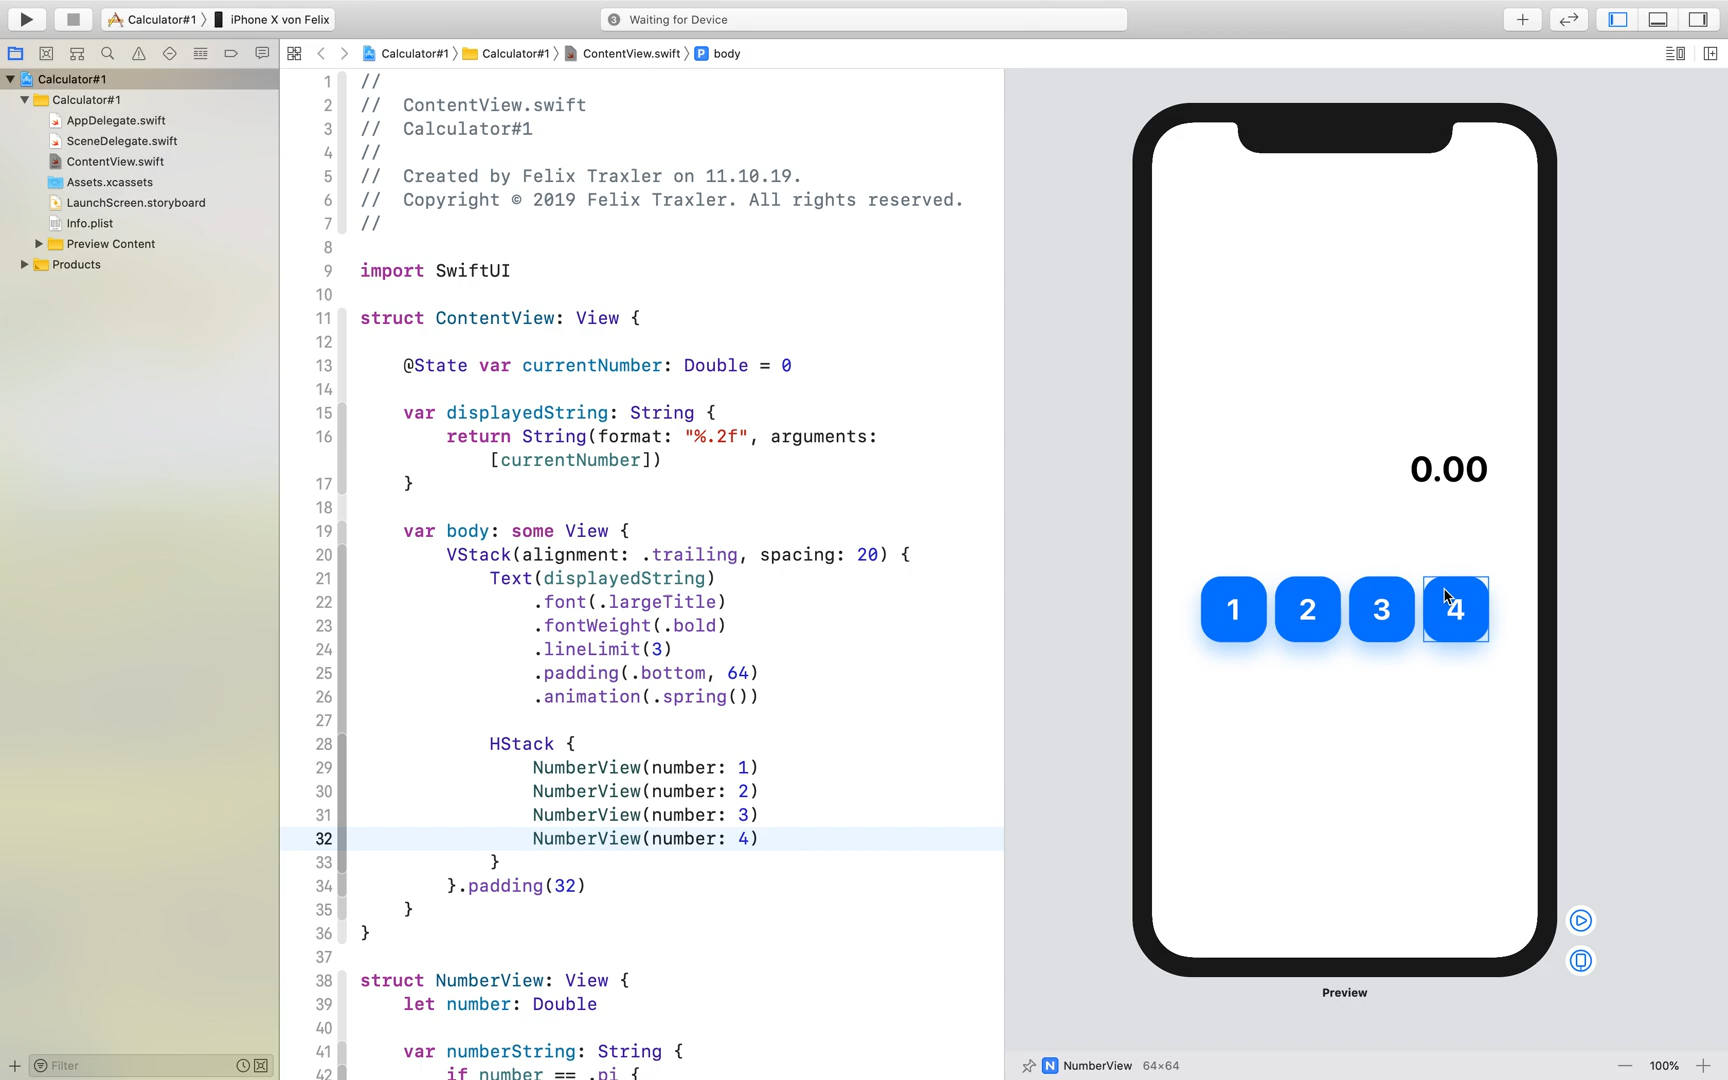 Calculator#1 iPhone X von Felix
3 Waiting for Device
Calculator#1 Calculator#1 ContentView.swift P body
Calculator#1
Calculator#1
AppDelegate.swift
SceneDelegate.swift
ContentView.swift
Assets.xcassets
LaunchScreen.storyboard
Info.plist
Preview Content
Products
Filter
1 //
2 //  ContentView.swift
3 //  Calculator#1
4 //
5 //  Created by Felix Traxler on 11.10.19.
6 //  Copyright © 2019 Felix Traxler. All rights reserved.
7 //
8
9 import SwiftUI
10
11 struct ContentView: View {
12
13 @State var currentNumber: Double = 0
14
15 var displayedString: String {
16 return String(format: "%.2f", arguments:
[currentNumber])
17 }
18
19 var body: some View {
20 VStack(alignment: .trailing, spacing: 20) {
21 Text(displayedString)
22 .font(.largeTitle)
23 .fontWeight(.bold)
24 .lineLimit(3)
25 .padding(.bottom, 64)
26 .animation(.spring())
27
28 HStack {
29 NumberView(number: 1)
30 NumberView(number: 2)
31 NumberView(number: 3)
32 NumberView(number: 4)
33 }
34 }.padding(32)
35 }
36 }
37
38 struct NumberView: View {
39 let number: Double
40
41 var numberString: String {
42 if number == .pi {
0.00
1 2 3 4
Preview
N NumberView 64×64
100%